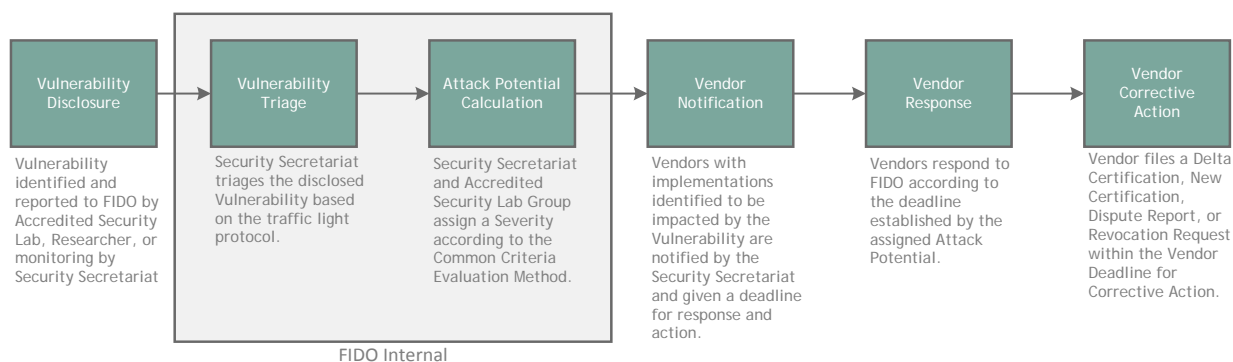 Vulnerability
Disclosure
Vulnerability
Triage
Attack Potential
Calculation
Vendor
Notification
Vendor
Response
Vendor
Corrective
Action
Vulnerability
identified and
reported to FIDO by
Accredited Security
Lab, Researcher, or
monitoring by
Security Secretariat
Security Secretariat
triages the disclosed
Vulnerability based
on the traffic light
protocol.
Security Secretariat
and Accredited
Security Lab Group
assign a Severity
according to the
Common Criteria
Evaluation Method.
Vendors with
implementations
identified to be
impacted by the
Vulnerability are
notified by the
Security Secretariat
and given a deadline
for response and
action.
Vendors respond to
FIDO according to
the deadline
established by the
assigned Attack
Potential.
Vendor files a Delta
Certification, New
Certification,
Dispute Report, or
Revocation Request
within the Vendor
Deadline for
Corrective Action.
FIDO Internal